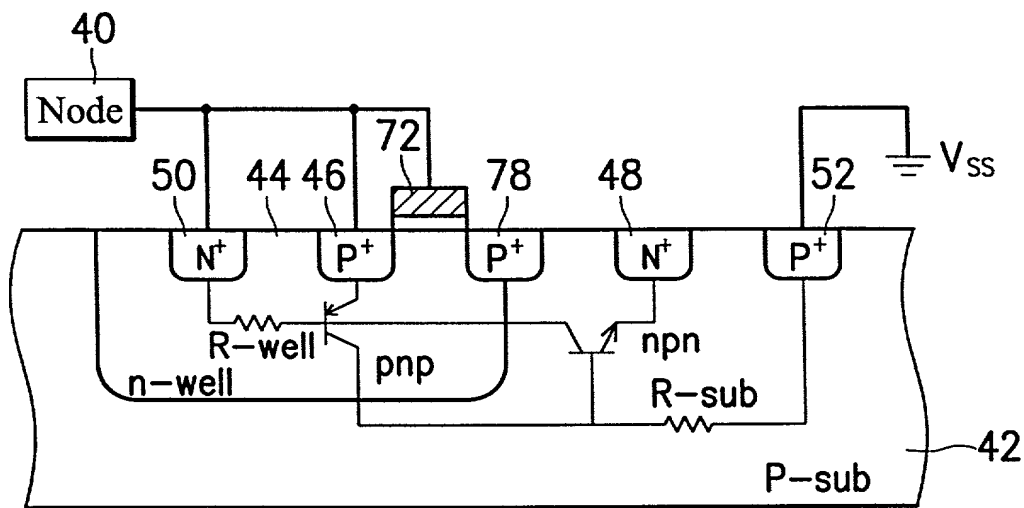 40
Node
72
50 44 46 78 48 52
V_SS
N⁺ P⁺ P⁺ N⁺ P⁺
R-well pnp npn
n-well R-sub
42
P-sub